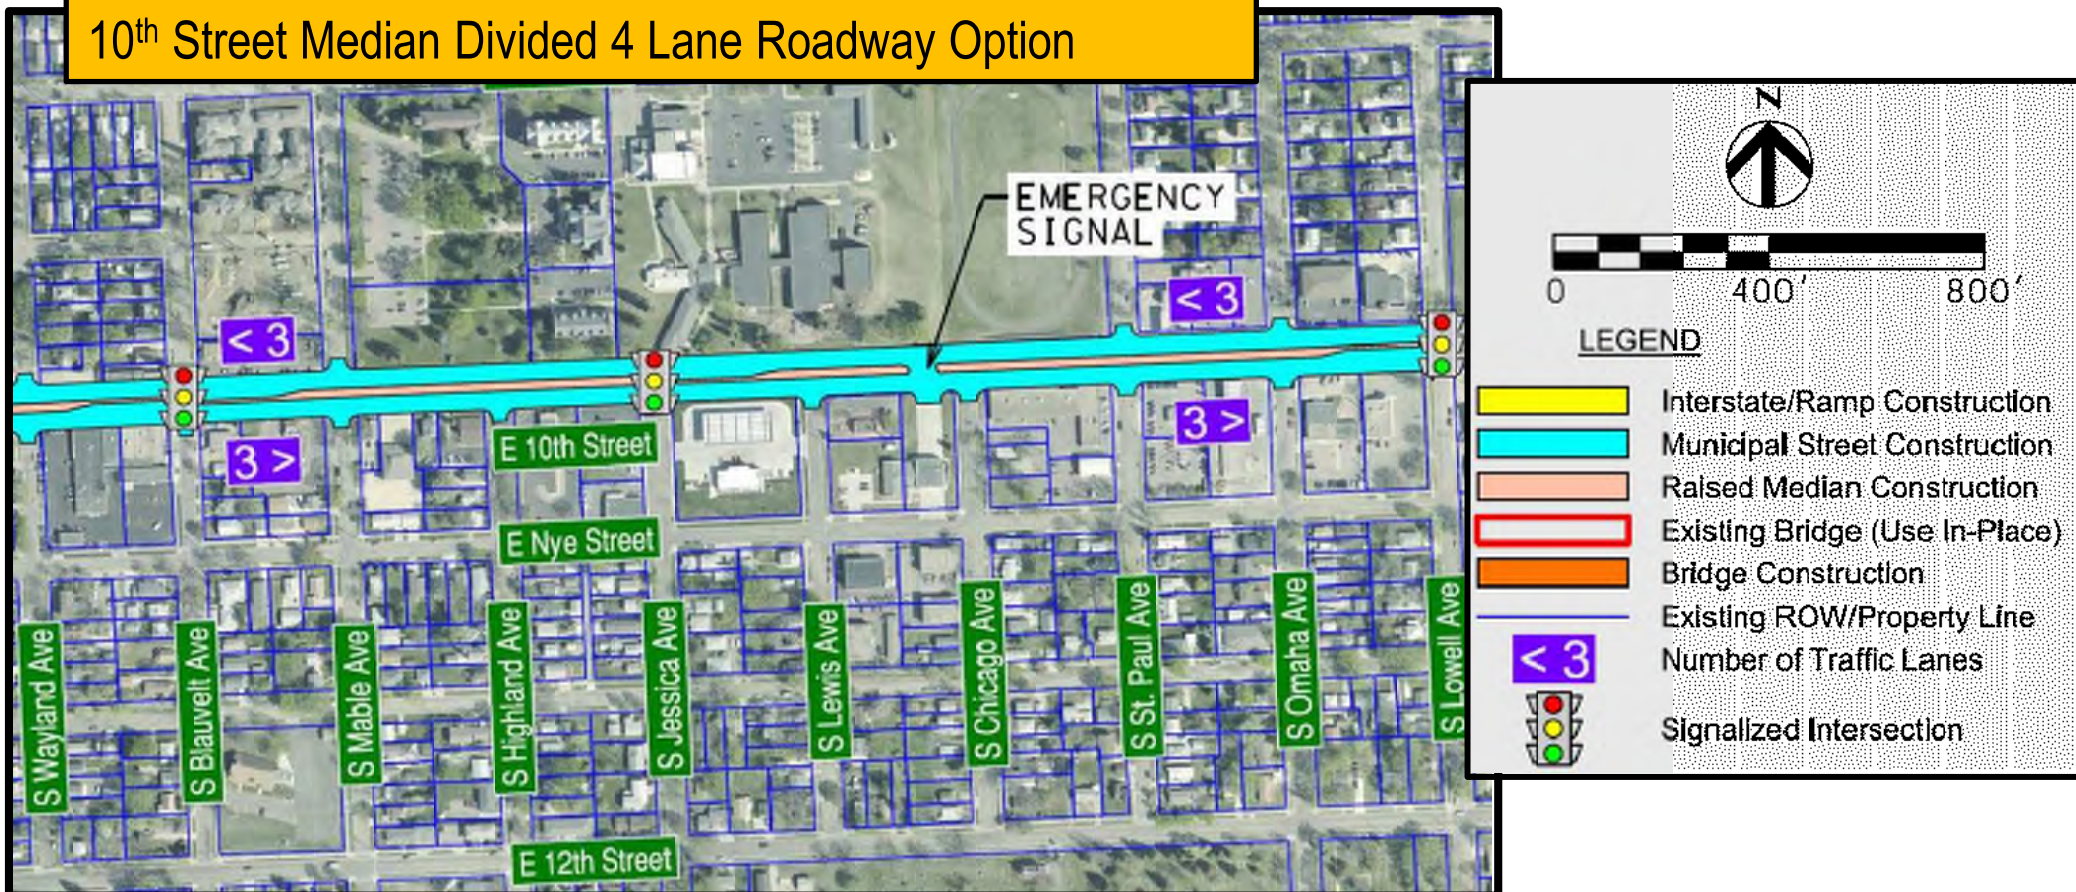 10th Street Median Divided 4 Lane Roadway Option
EMERGENCY
SIGNAL
< 3
< 3
3 >
3 >
E 10th Street
E Nye Street
S Wayland Ave
S Blauvelt Ave
S Mable Ave
S Highland Ave
S Jessica Ave
S Lewis Ave
S Chicago Ave
S St. Paul Ave
S Omaha Ave
S Lowell Ave
E 12th Street
N
0 400' 800'
LEGEND
Interstate/Ramp Construction
Municipal Street Construction
Raised Median Construction
Existing Bridge (Use In-Place)
Bridge Construction
Existing ROW/Property Line
< 3 Number of Traffic Lanes
Signalized Intersection